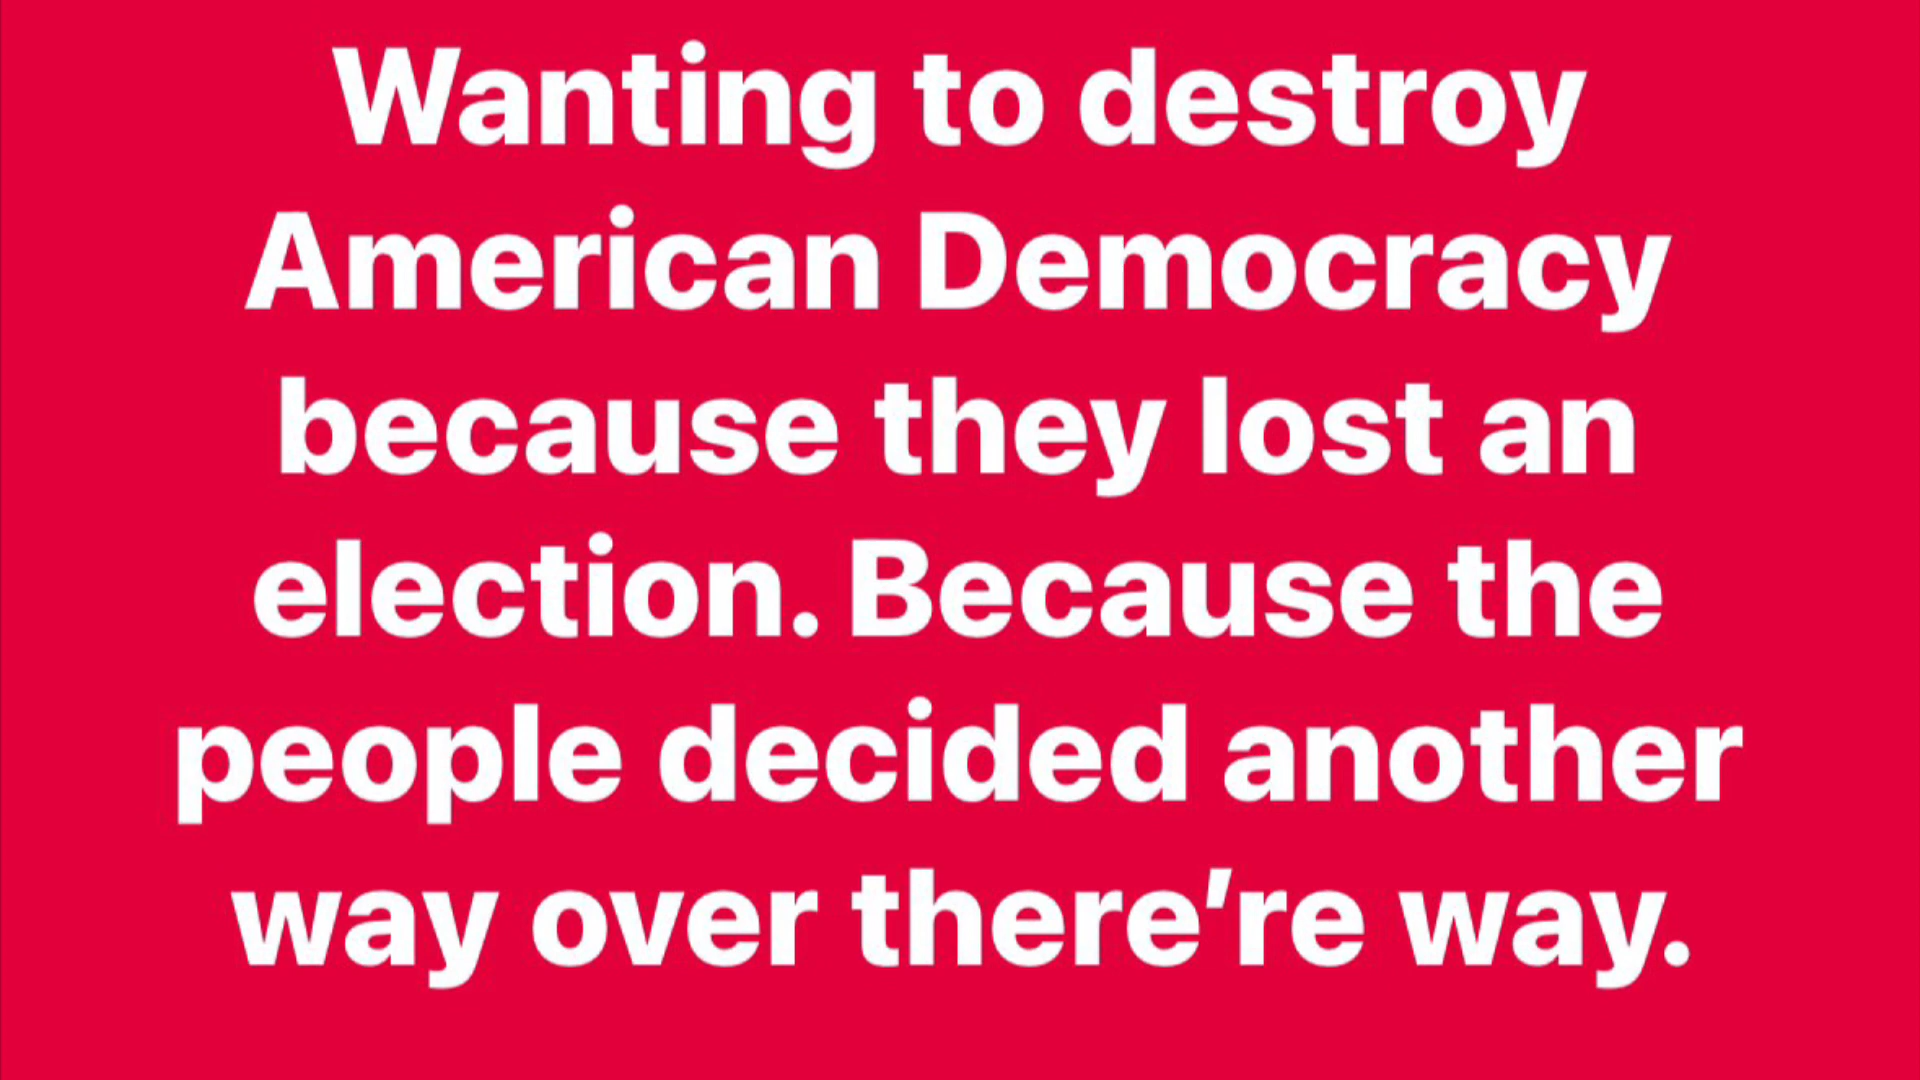 Wanting to destroy
American Democracy
because they lost an
election. Because the
people decided another
way over there’re way.